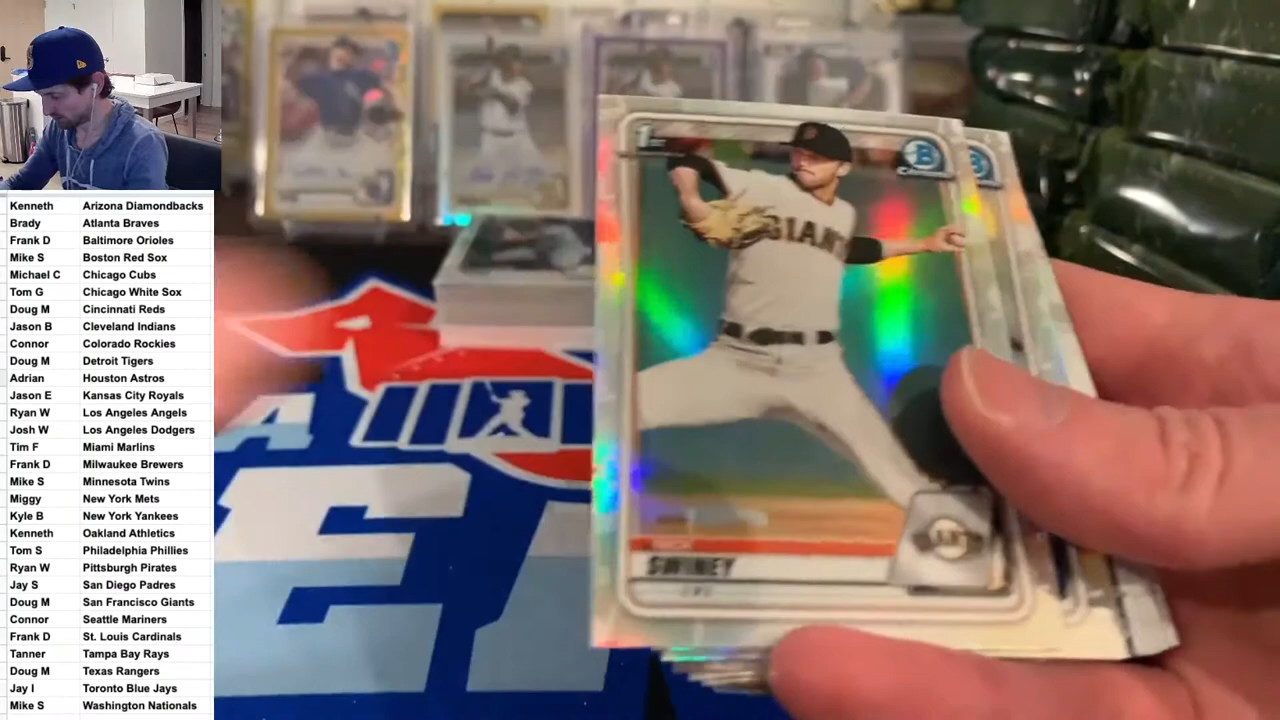 Kenneth Arizona Diamondbacks
Brady Atlanta Braves
Frank D Baltimore Orioles
Mike S Boston Red Sox
Michael C Chicago Cubs
Tom G Chicago White Sox
Doug M Cincinnati Reds
Jason B Cleveland Indians
Connor Colorado Rockies
Doug M Detroit Tigers
Adrian Houston Astros
Jason E Kansas City Royals
Ryan W Los Angeles Angels
Josh W Los Angeles Dodgers
Tim F Miami Marlins
Frank D Milwaukee Brewers
Mike S Minnesota Twins
Miggy New York Mets
Kyle B New York Yankees
Kenneth Oakland Athletics
Tom S Philadelphia Phillies
Ryan W Pittsburgh Pirates
Jay S San Diego Padres
Doug M San Francisco Giants
Connor Seattle Mariners
Frank D St. Louis Cardinals
Tanner Tampa Bay Rays
Doug M Texas Rangers
Jay I Toronto Blue Jays
Mike S Washington Nationals
1st
B
B
GIANT
SWINEY